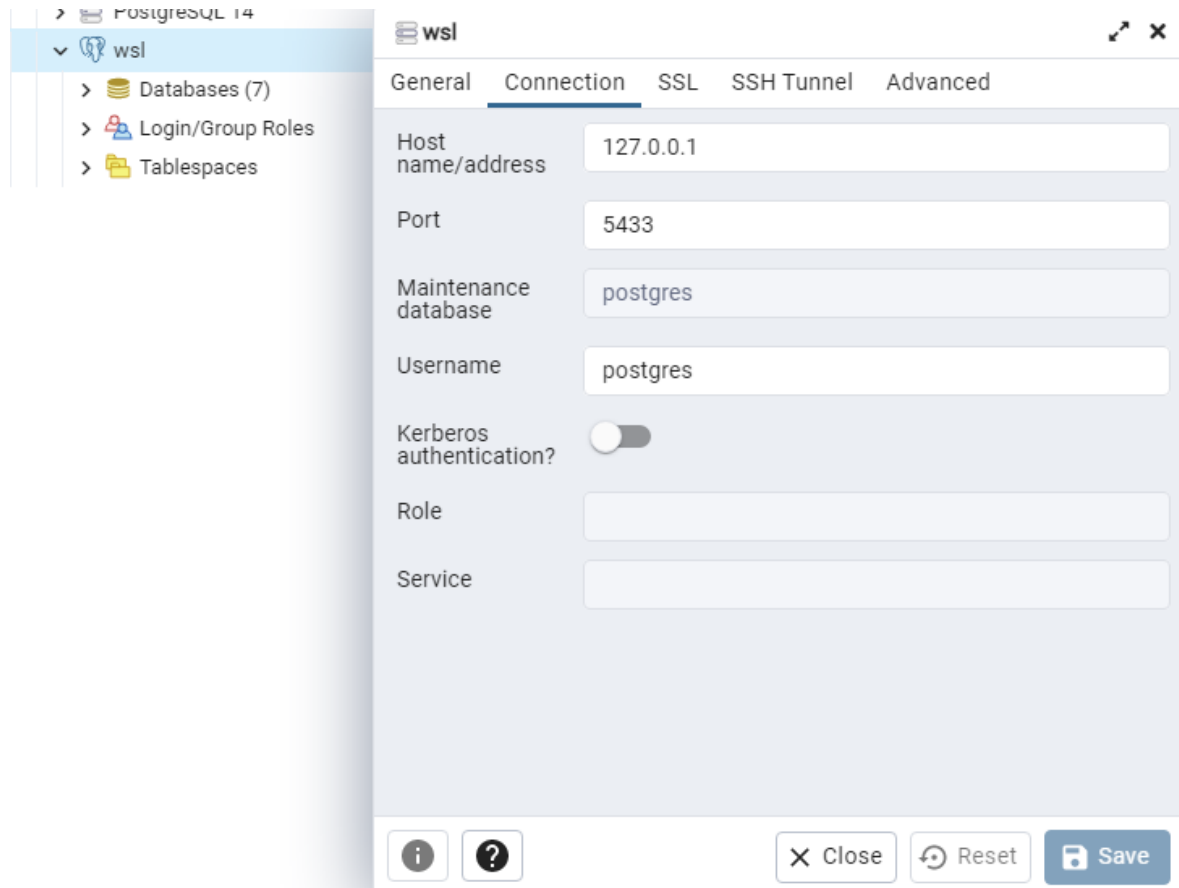 PostgreSQL 14
wsl
Databases (7)
Login/Group Roles
Tablespaces
wsl
General Connection SSL SSH Tunnel Advanced
Host
name/address
127.0.0.1
Port
5433
Maintenance
database
postgres
Username
postgres
Kerberos
authentication?
Role
Service
Close Reset Save